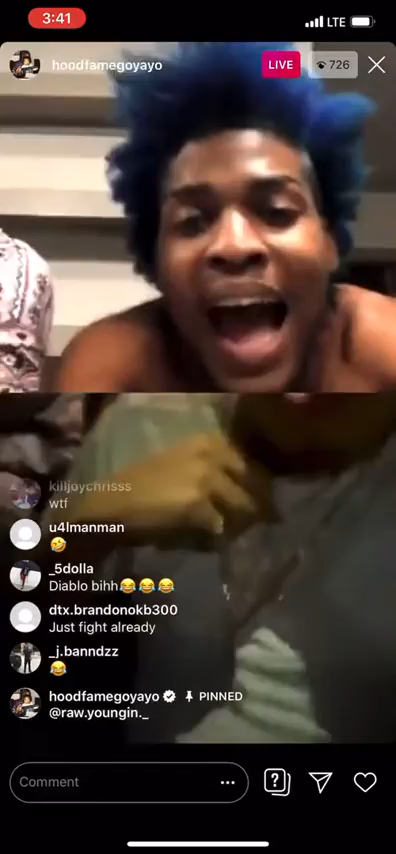 3:41
LTE
hoodfamegoyayo
LIVE
726
killjoychrisss
wtf
u4lmanman
🤣
_5dolla
Diablo bihh😂😂😂
dtx.brandonokb300
Just fight already
_j.banndzz
😂
hoodfamegoyayo PINNED
@raw.youngin._
Comment